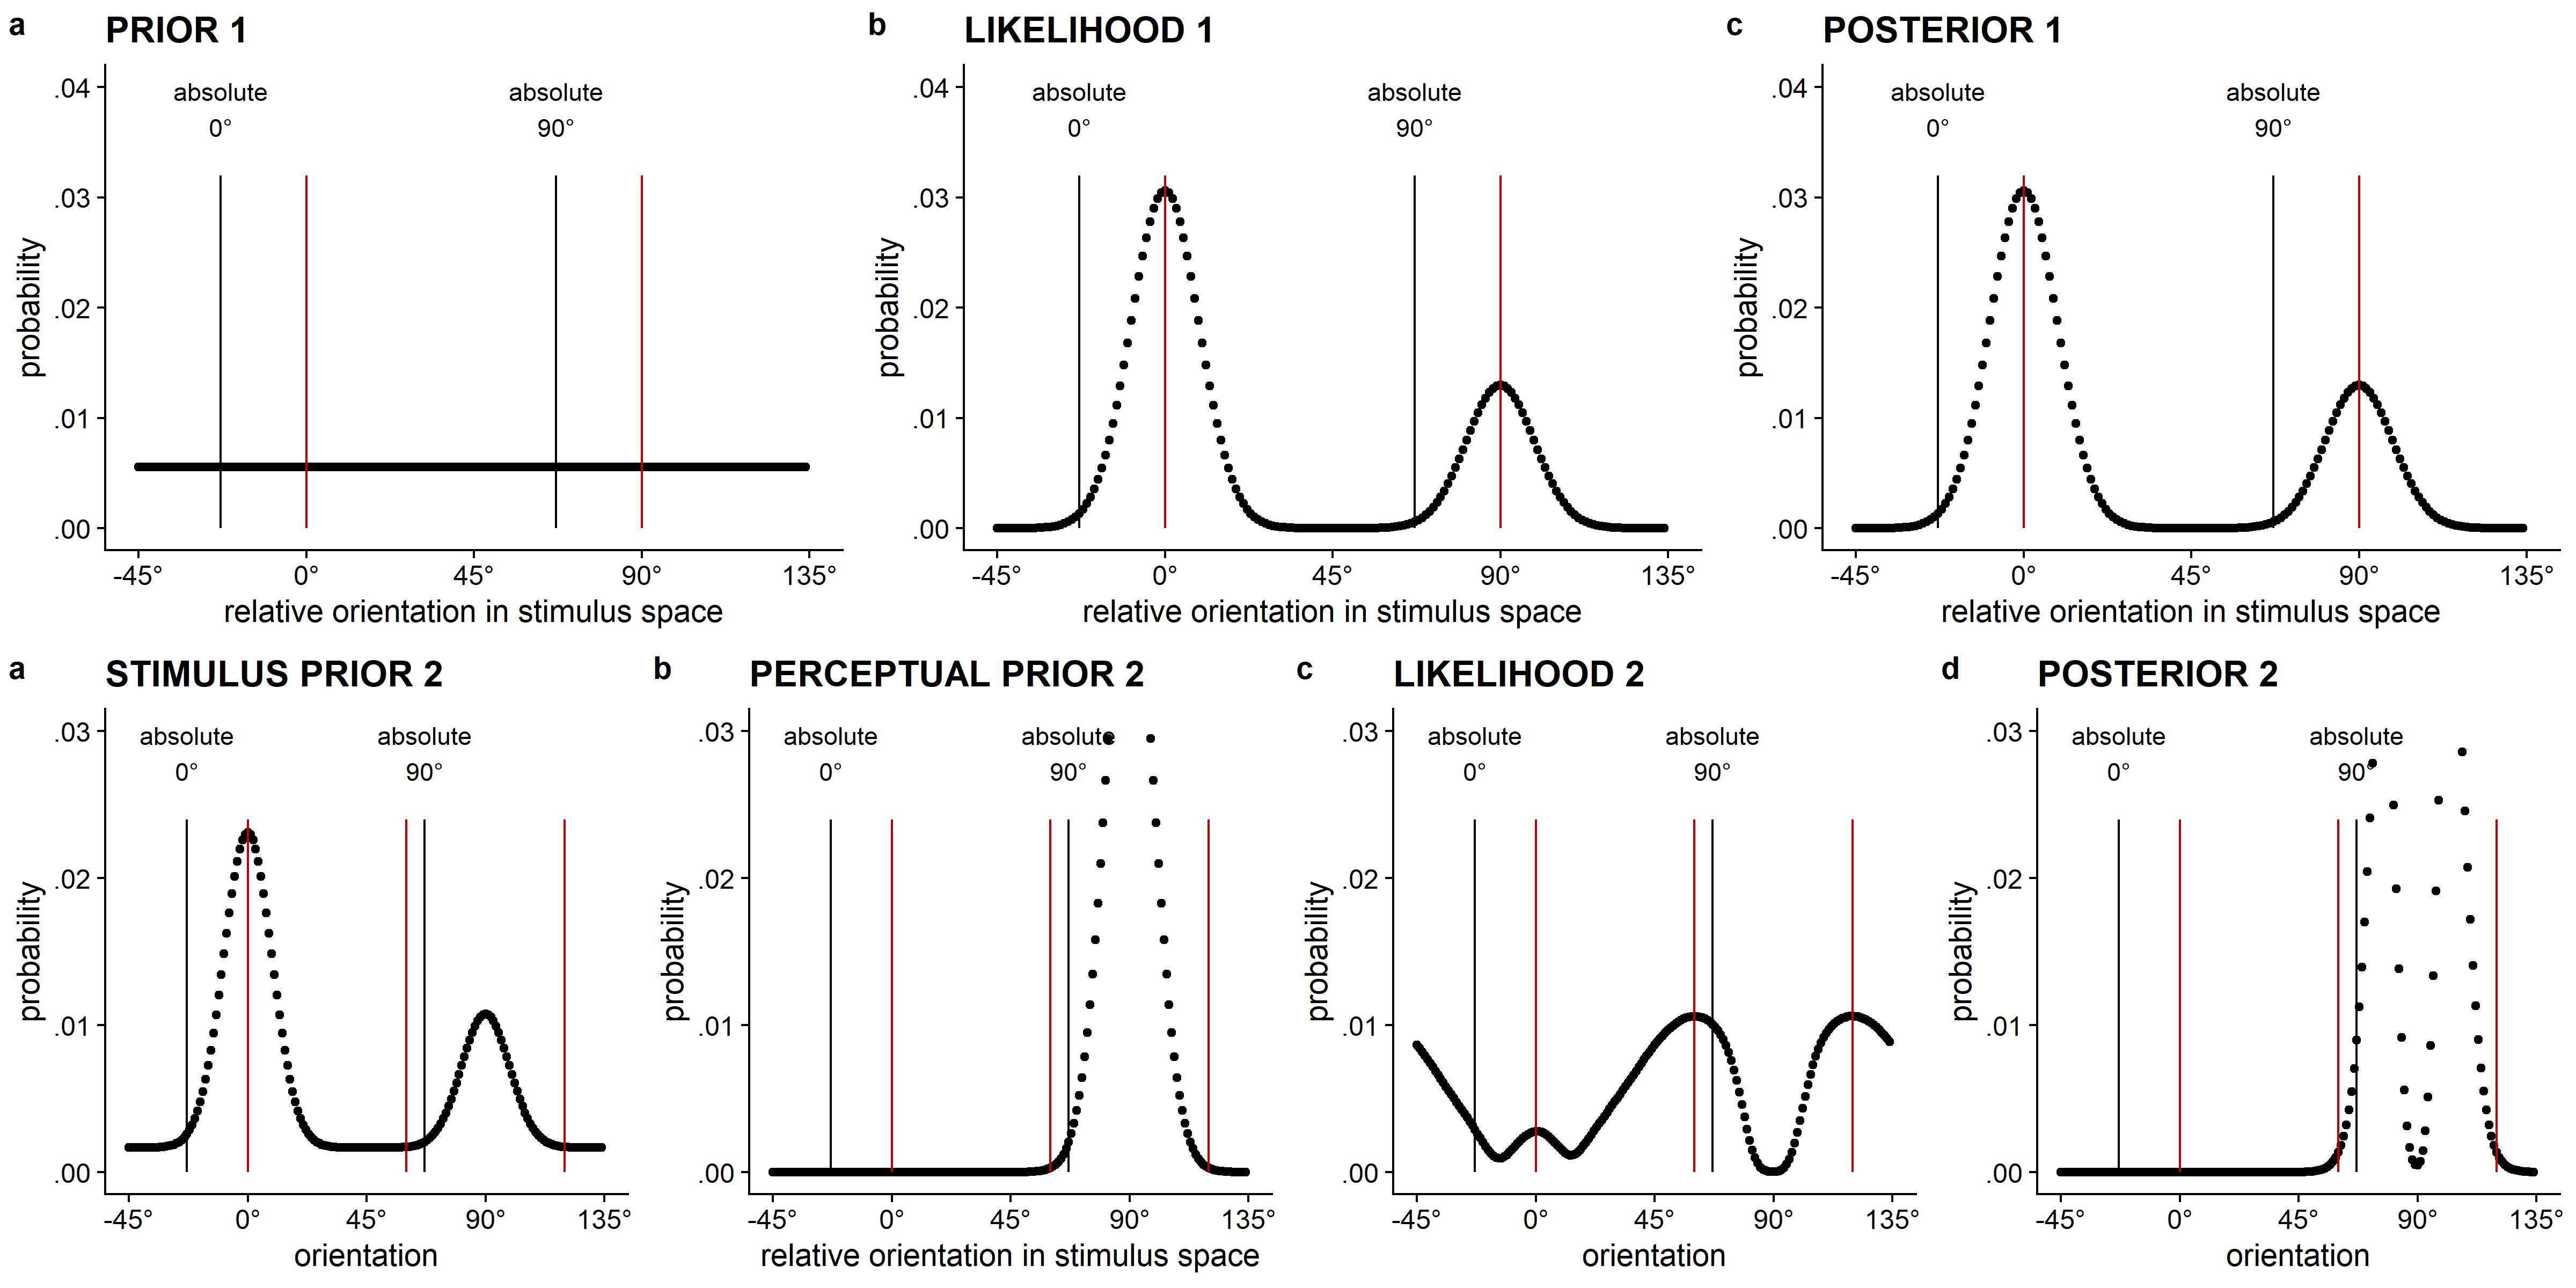 a PRIOR 1
absolute absolute
0° 90°
.04
.03
.02
.01
.00
probability
-45° 0° 45° 90° 135°
relative orientation in stimulus space
b LIKELIHOOD 1
absolute absolute
0° 90°
.04
.03
.02
.01
.00
probability
-45° 0° 45° 90° 135°
relative orientation in stimulus space
c POSTERIOR 1
absolute absolute
0° 90°
.04
.03
.02
.01
.00
probability
-45° 0° 45° 90° 135°
relative orientation in stimulus space
a STIMULUS PRIOR 2
absolute absolute
0° 90°
.03
.02
.01
.00
probability
-45° 0° 45° 90° 135°
orientation
b PERCEPTUAL PRIOR 2
absolute absolute
0° 90°
.03
.02
.01
.00
probability
-45° 0° 45° 90° 135°
relative orientation in stimulus space
c LIKELIHOOD 2
absolute absolute
0° 90°
.03
.02
.01
.00
probability
-45° 0° 45° 90° 135°
orientation
d POSTERIOR 2
absolute absolute
0° 90°
.03
.02
.01
.00
probability
-45° 0° 45° 90° 135°
orientation